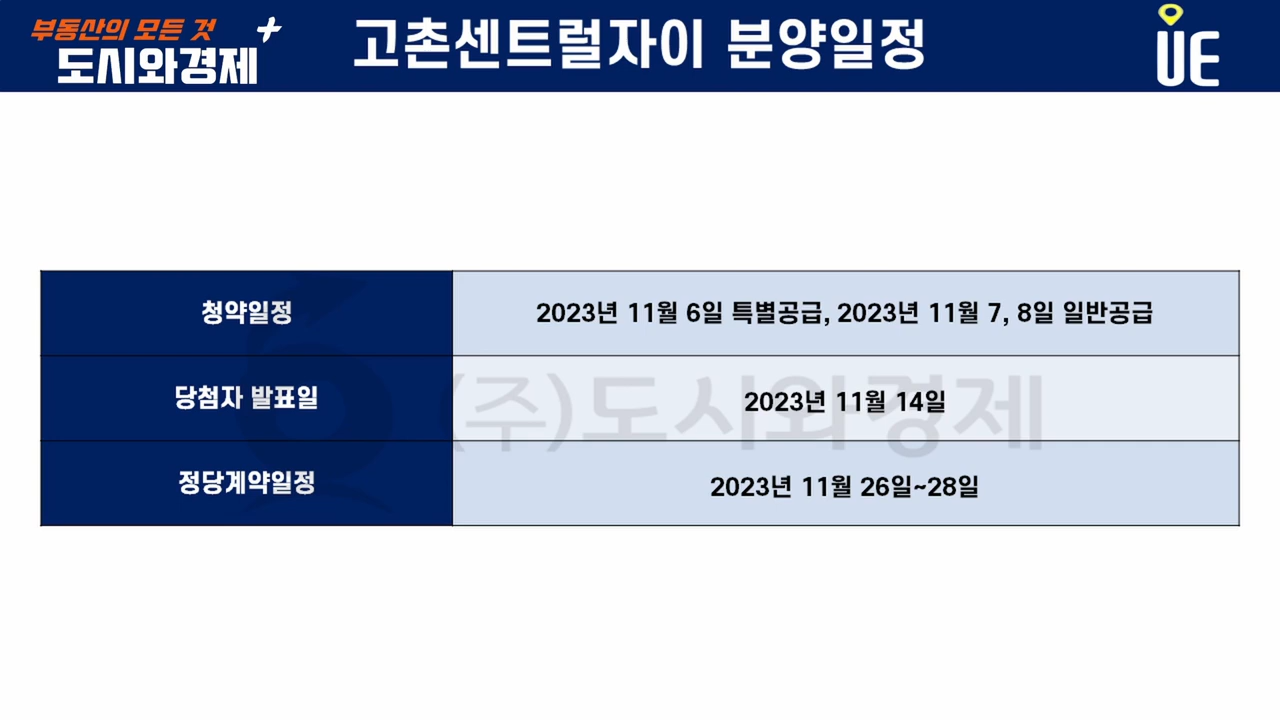 부동산의 모든 것
도시와경제
고촌센트럴자이 분양일정
UE
청약일정
2023년 11월 6일 특별공급, 2023년 11월 7, 8일 일반공급
당첨자 발표일
2023년 11월 14일
정당계약일정
2023년 11월 26일~28일
(주)도시와경제